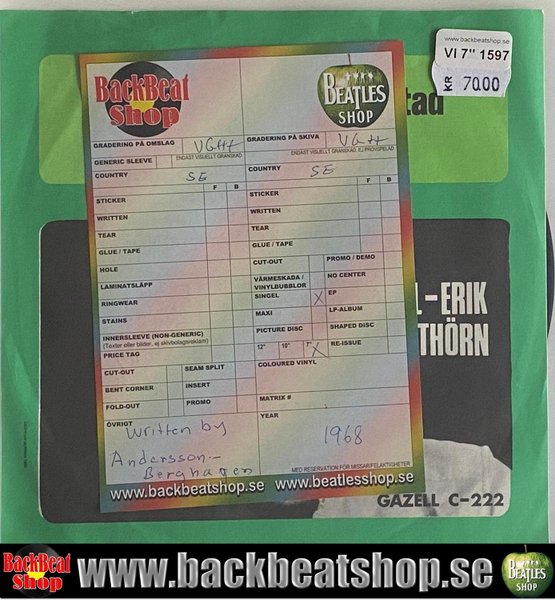 www.backbeatshop.se
VI 7" 1597
KR 70.00
tad
BackBeat
Shop
BEATLES
SHOP
GRADERING PÅ OMSLAG VG++
GRADERING PÅ SKIVA VG++
ENDAST VISUELLT GRANSKAD
ENDAST VISUELLT GRANSKAD, EJ PROVSPELAD
GENERIC SLEEVE
COUNTRY SE
F B
STICKER
WRITTEN
TEAR
GLUE / TAPE
HOLE
LAMINATSLÄPP
RINGWEAR
STAINS
INNERSLEEVE (NON-GENERIC)
(Texter eller bilder, ej skivbolagsreklam)
PRICE TAG
CUT-OUT SEAM SPLIT
BENT CORNER INSERT
FOLD-OUT PROMO
ÖVRIGT
Written by
Andersson-
Berghagen
COUNTRY SE
F B
STICKER
WRITTEN
TEAR
GLUE / TAPE
CUT-OUT PROMO / DEMO
VÄRMESKADA / VINYLBUBBLOR NO CENTER
SINGEL X EP
MAXI LP-ALBUM
PICTURE DISC SHAPED DISC
12" 10" 7" X RE-ISSUE
COLOURED VINYL
MATRIX #
YEAR
1968
MED RESERVATION FÖR MISSAR/FELAKTIGHETER
www.backbeatshop.se www.beatlesshop.se
L-ERIK
THÖRN
GAZELL C-222
BackBeat
Shop
www.backbeatshop.se
BEATLES
SHOP